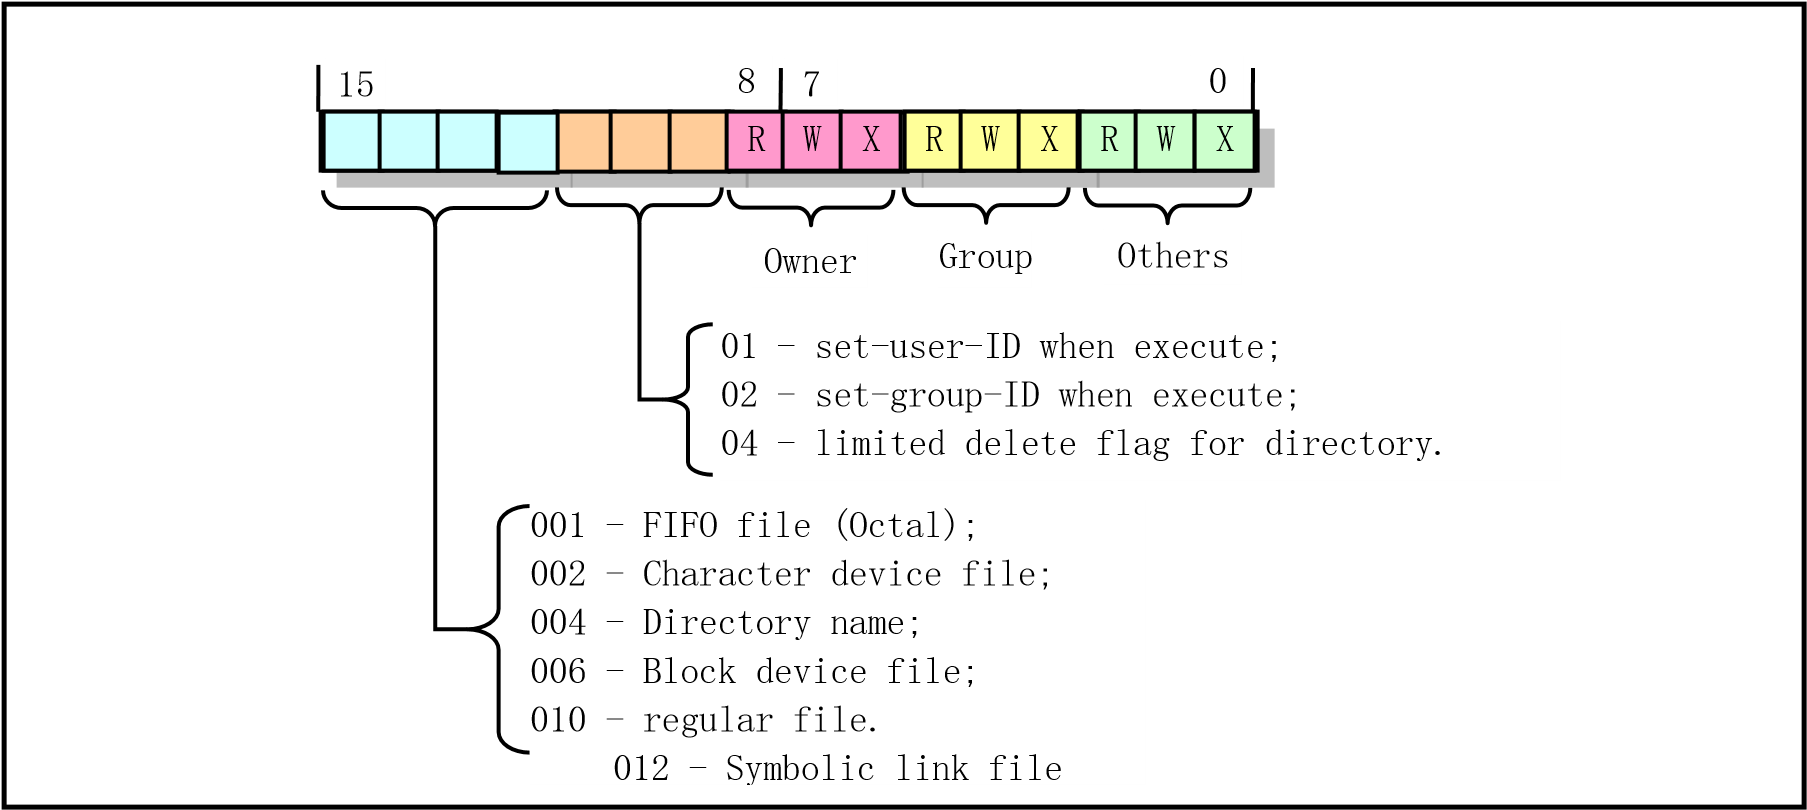 15 8 7 0
R W X R W X R W X
Owner Group Others
01 - set-user-ID when execute;
02 - set-group-ID when execute;
04 - limited delete flag for directory.
001 - FIFO file (Octal);
002 - Character device file;
004 - Directory name;
006 - Block device file;
010 - regular file.
012 - Symbolic link file